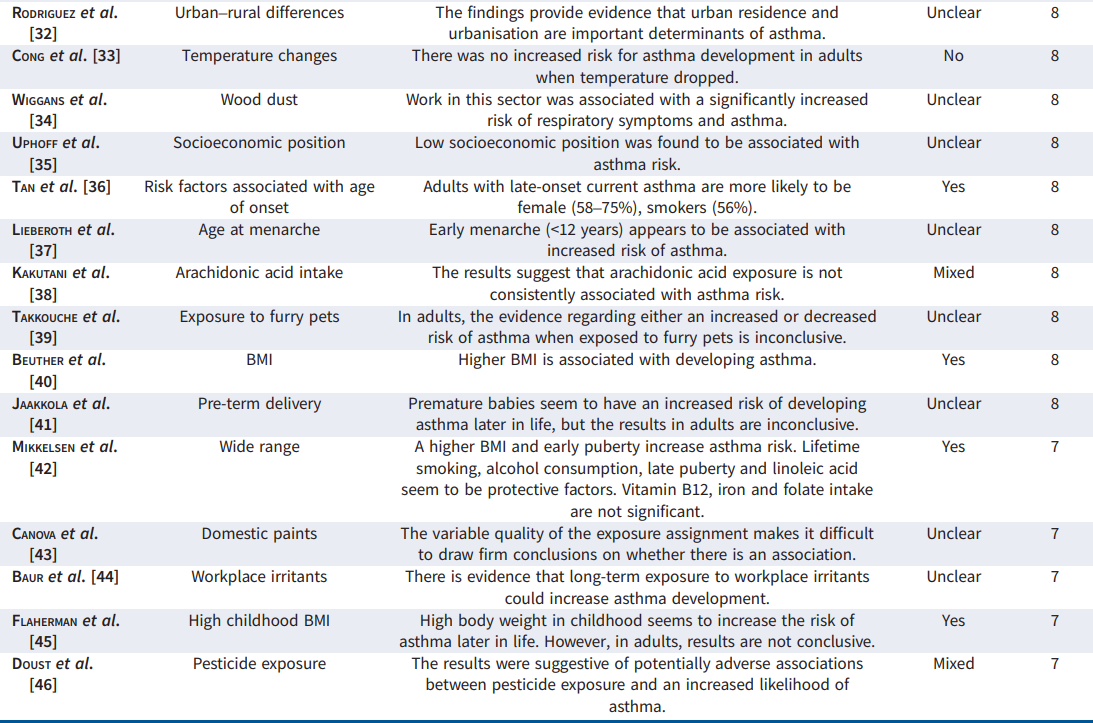 RODRIGUEZ et al. Urban–rural differences The findings provide evidence that urban residence and Unclear 8
[32] urbanisation are important determinants of asthma.
CONG et al. [33] Temperature changes There was no increased risk for asthma development in adults No 8
when temperature dropped.
WIGGANS et al. Wood dust Work in this sector was associated with a significantly increased Unclear 8
[34] risk of respiratory symptoms and asthma.
UPHOFF et al. Socioeconomic position Low socioeconomic position was found to be associated with Unclear 8
[35] asthma risk.
TAN et al. [36] Risk factors associated with age Adults with late-onset current asthma are more likely to be Yes 8
of onset female (58–75%), smokers (56%).
LIEBEROTH et al. Age at menarche Early menarche (<12 years) appears to be associated with Unclear 8
[37] increased risk of asthma.
KAKUTANI et al. Arachidonic acid intake The results suggest that arachidonic acid exposure is not Mixed 8
[38] consistently associated with asthma risk.
TAKKOUCHE et al. Exposure to furry pets In adults, the evidence regarding either an increased or decreased Unclear 8
[39] risk of asthma when exposed to furry pets is inconclusive.
BEUTHER et al. BMI Higher BMI is associated with developing asthma. Yes 8
[40]
JAAKKOLA et al. Pre-term delivery Premature babies seem to have an increased risk of developing Unclear 8
[41] asthma later in life, but the results in adults are inconclusive.
MIKKELSEN et al. Wide range A higher BMI and early puberty increase asthma risk. Lifetime Yes 7
[42] smoking, alcohol consumption, late puberty and linoleic acid
seem to be protective factors. Vitamin B12, iron and folate intake
are not significant.
CANOVA et al. Domestic paints The variable quality of the exposure assignment makes it difficult Unclear 7
[43] to draw firm conclusions on whether there is an association.
BAUR et al. [44] Workplace irritants There is evidence that long-term exposure to workplace irritants Unclear 7
could increase asthma development.
FLAHERMAN et al. High childhood BMI High body weight in childhood seems to increase the risk of Yes 7
[45] asthma later in life. However, in adults, results are not conclusive.
DOUST et al. Pesticide exposure The results were suggestive of potentially adverse associations Mixed 7
[46] between pesticide exposure and an increased likelihood of
asthma.